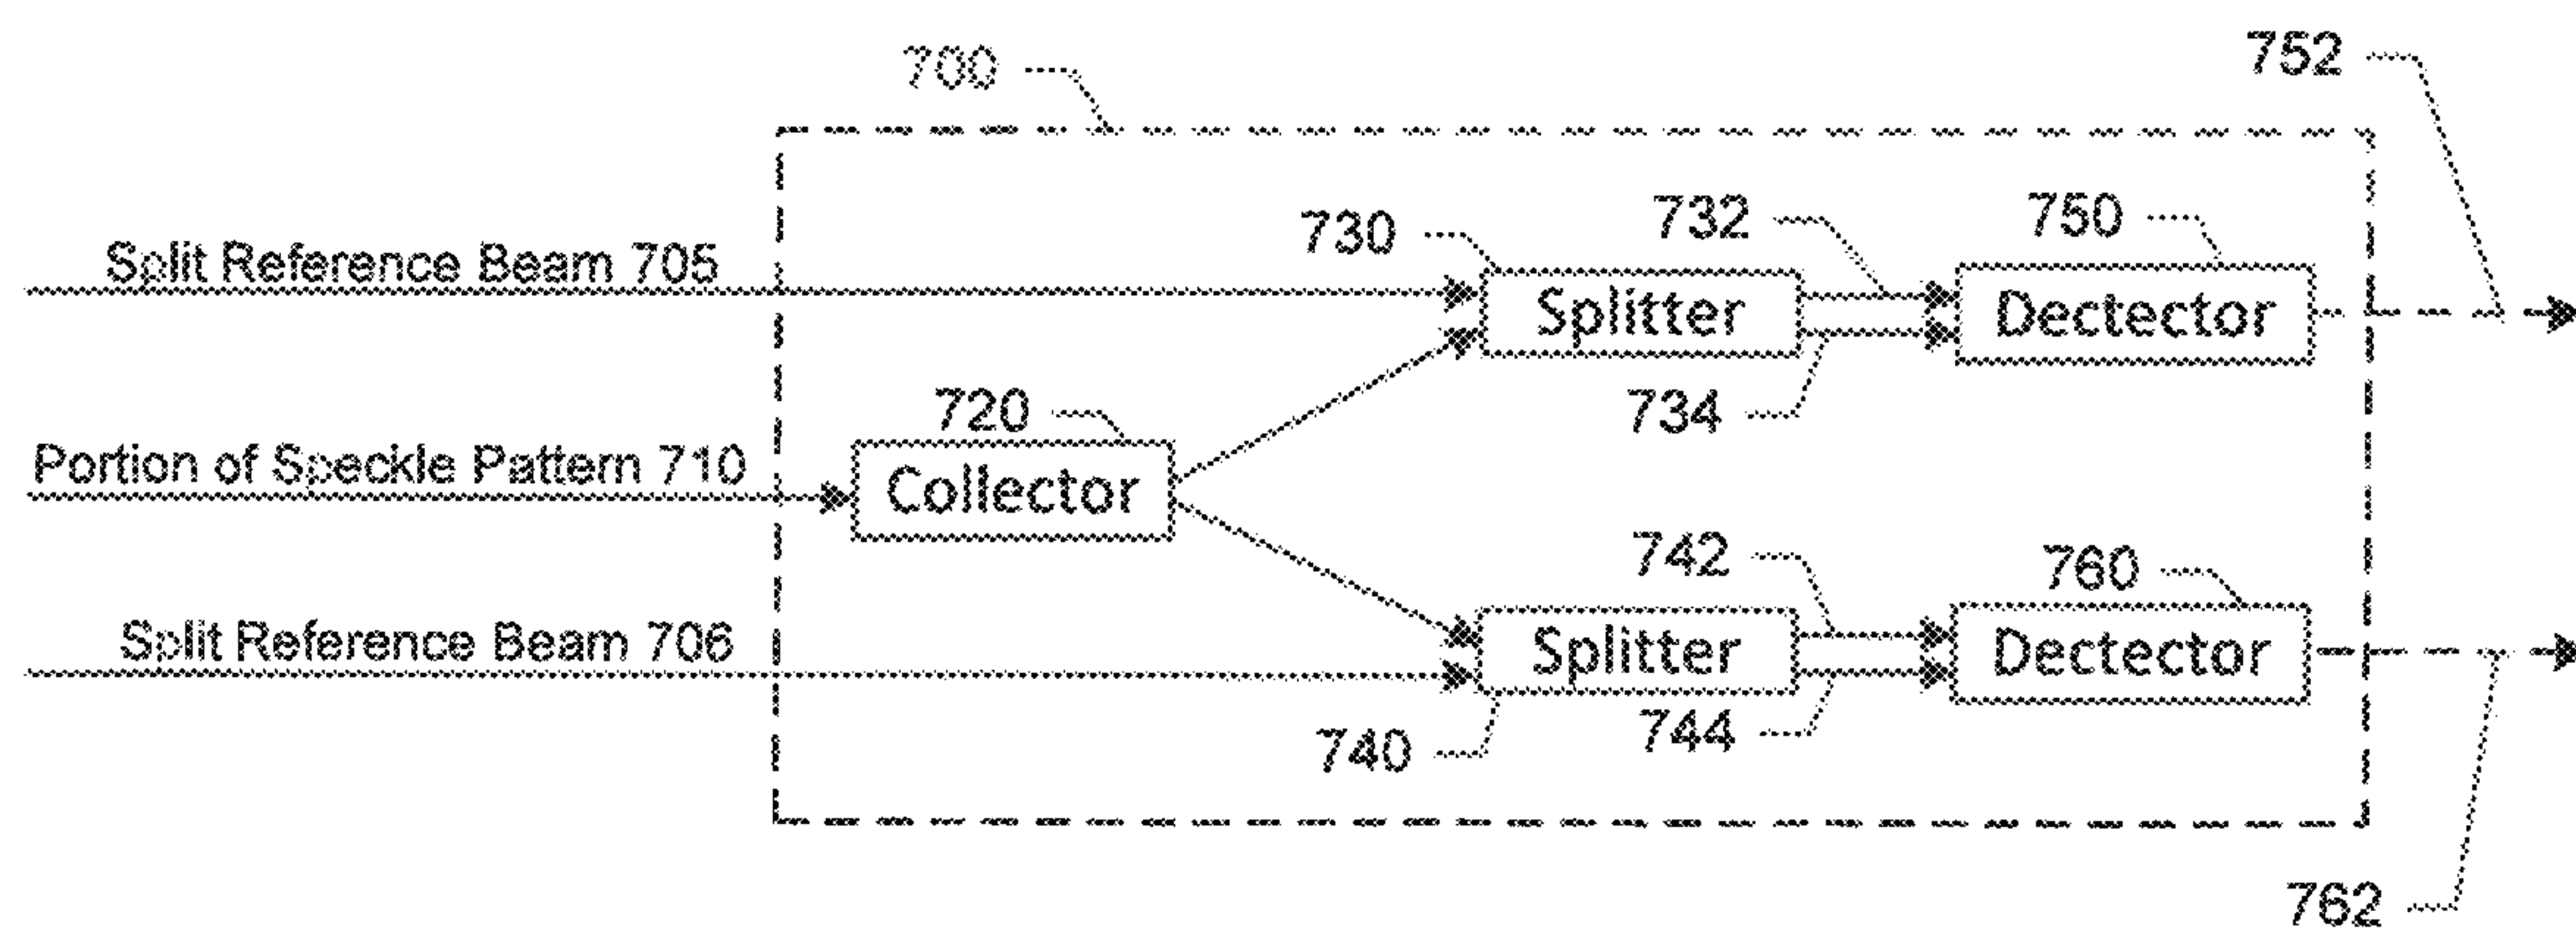 752
700
732
750
730
Split Reference Beam 705
Splitter
Dectector
720
734
Portion of Speckle Pattern 710
Collector
742
760
Split Reference Beam 706
Splitter
Dectector
740
744
762